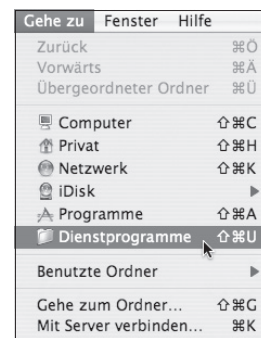 Gehe zu Fenster Hilfe
Zurück ⌘Ö
Vorwärts ⌘Ä
Übergeordneter Ordner ⌘Ü
Computer ⇧⌘C
Privat ⇧⌘H
Netzwerk ⇧⌘K
iDisk
Programme ⇧⌘A
Dienstprogramme ⇧⌘U
Benutzte Ordner
Gehe zum Ordner... ⇧⌘G
Mit Server verbinden... ⌘K